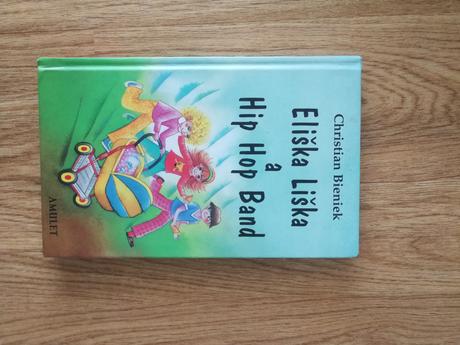 Christian Bieniek
Eliška Liška
a
Hip Hop Band
AMULET